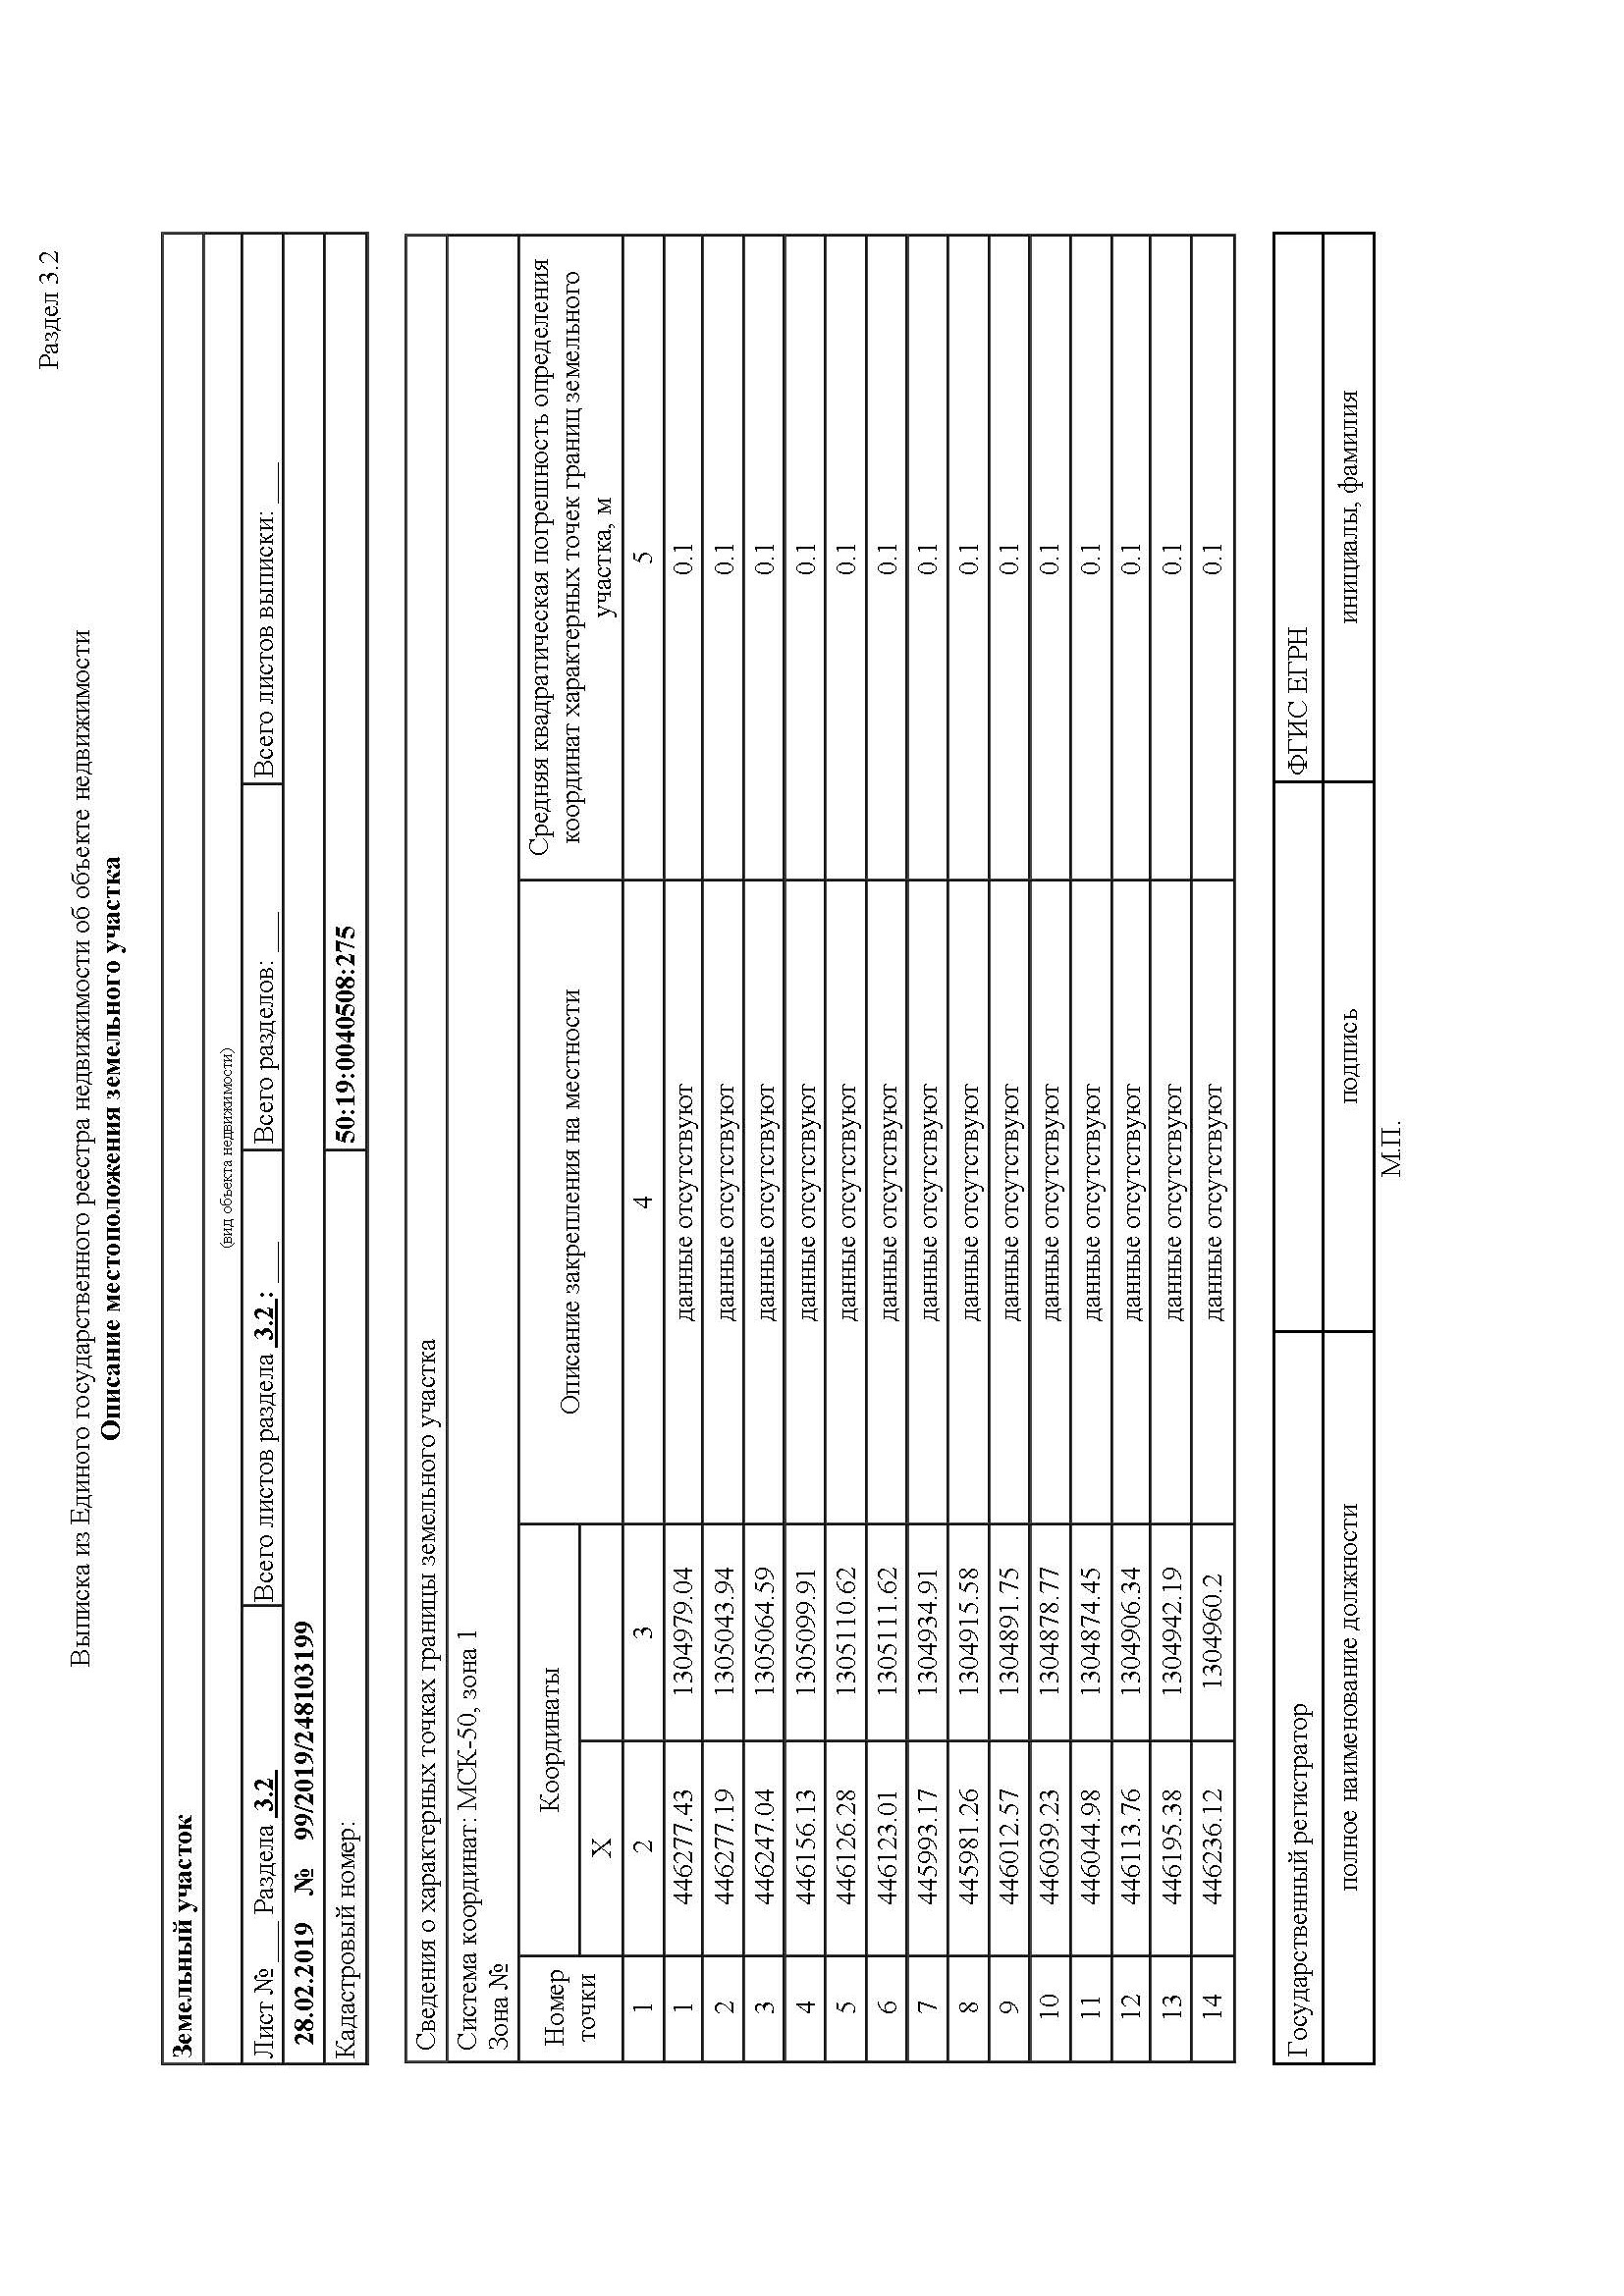 Раздел 3.2
Выписка из Единого государственного реестра недвижимости об объекте недвижимости
Описание местоположения земельного участка
Земельный участок
(вид объекта недвижимости)
Лист № ___ Раздела 3.2 Всего листов раздела 3.2 : ___ Всего разделов: ___ Всего листов выписки: ___
28.02.2019 № 99/2019/248103199
Кадастровый номер: 50:19:0040508:275
Сведения о характерных точках границы земельного участка
Система координат: МСК-50, зона 1
Зона №
Номер точки Координаты Описание закрепления на местности Средняя квадратическая погрешность определения
координат характерных точек границ земельного
участка, м
X
1 2 3 4 5
1 446277.43 1304979.04 данные отсутствуют 0.1
2 446277.19 1305043.94 данные отсутствуют 0.1
3 446247.04 1305064.59 данные отсутствуют 0.1
4 446156.13 1305099.91 данные отсутствуют 0.1
5 446126.28 1305110.62 данные отсутствуют 0.1
6 446123.01 1305111.62 данные отсутствуют 0.1
7 445993.17 1304934.91 данные отсутствуют 0.1
8 445981.26 1304915.58 данные отсутствуют 0.1
9 446012.57 1304891.75 данные отсутствуют 0.1
10 446039.23 1304878.77 данные отсутствуют 0.1
11 446044.98 1304874.45 данные отсутствуют 0.1
12 446113.76 1304906.34 данные отсутствуют 0.1
13 446195.38 1304942.19 данные отсутствуют 0.1
14 446236.12 1304960.2 данные отсутствуют 0.1
Государственный регистратор ФГИС ЕГРН
полное наименование должности подпись инициалы, фамилия
М.П.